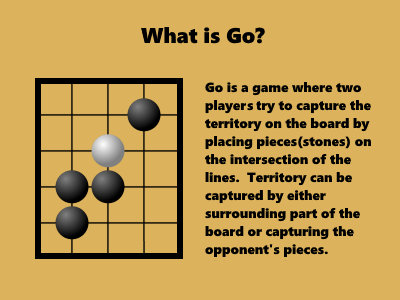 What is Go?
Go is a game where two
players try to capture the
territory on the board by
placing pieces(stones) on
the intersection of the
lines.  Territory can be
captured by either
surrounding part of the
board or capturing the
opponent's pieces.